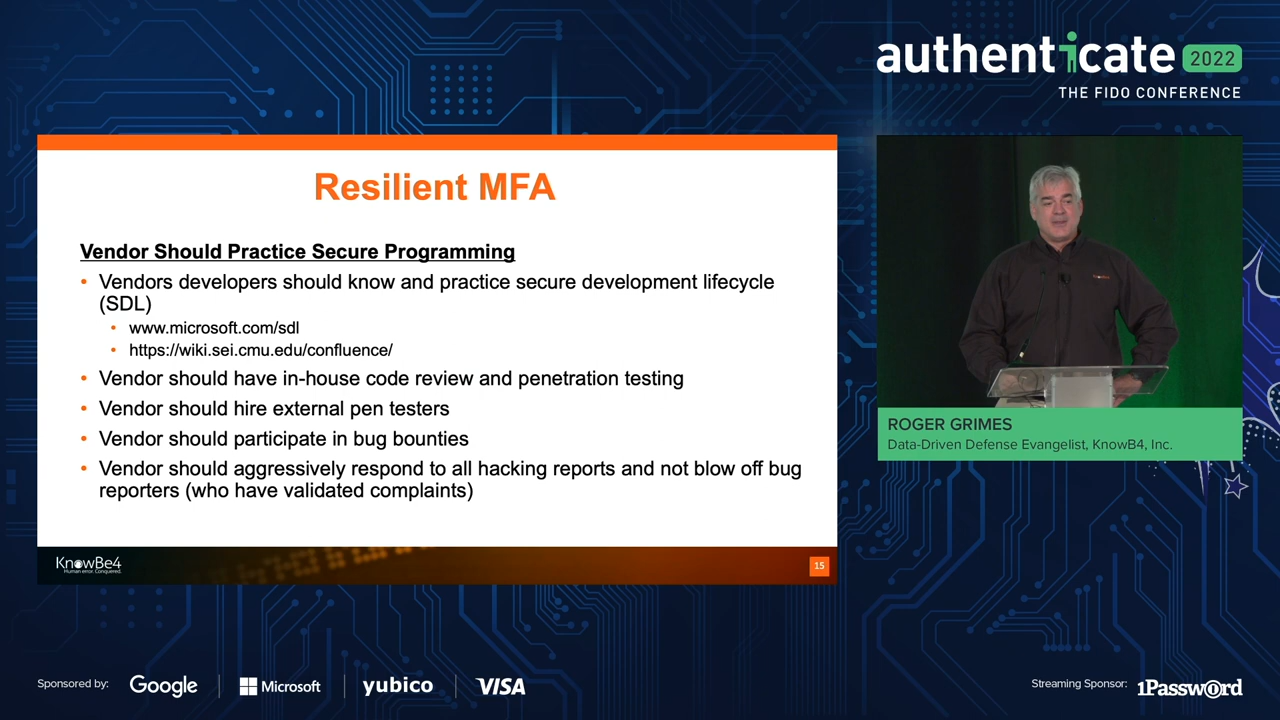 authenticate 2022
THE FIDO CONFERENCE
Resilient MFA
Vendor Should Practice Secure Programming
• Vendors developers should know and practice secure development lifecycle
(SDL)
• www.microsoft.com/sdl
• https://wiki.sei.cmu.edu/confluence/
• Vendor should have in-house code review and penetration testing
• Vendor should hire external pen testers
• Vendor should participate in bug bounties
• Vendor should aggressively respond to all hacking reports and not blow off bug
reporters (who have validated complaints)
KnowBe4
Human error. Conquered.
15
ROGER GRIMES
Data-Driven Defense Evangelist, KnowB4, Inc.
Sponsored by:
Google
Microsoft
yubico
VISA
Streaming Sponsor:
1Password